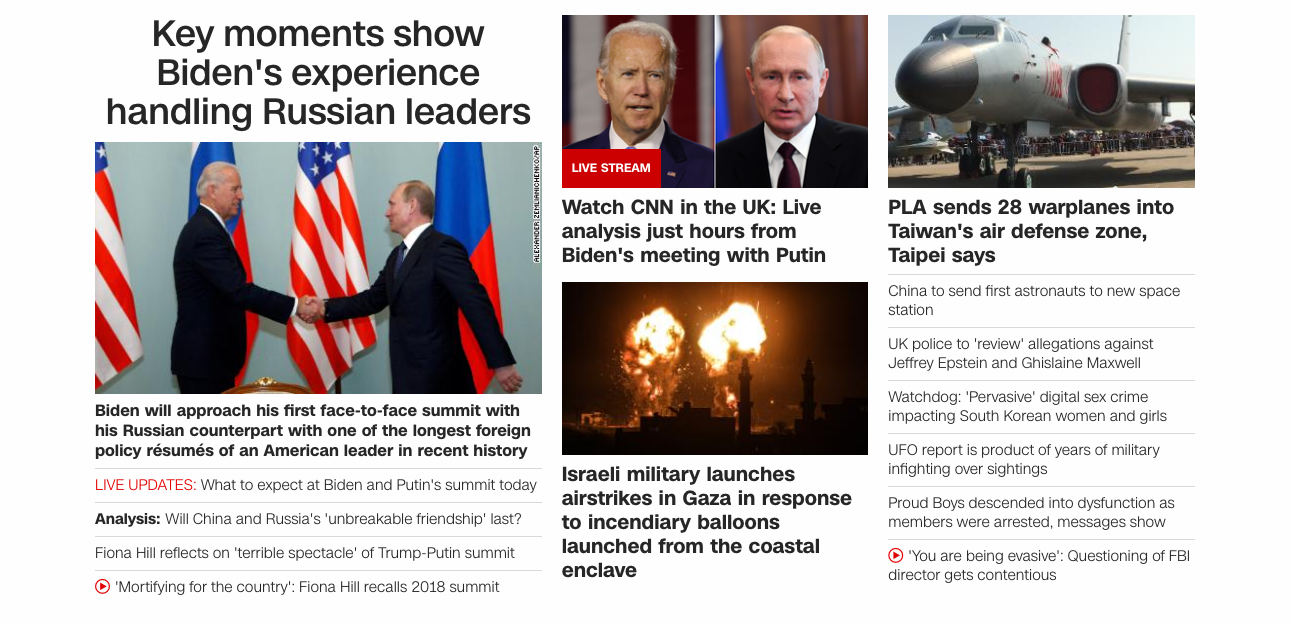 Key moments show
Biden's experience
handling Russian leaders
ALEXANDER ZEMLIANICHENKO/AP
Biden will approach his first face-to-face summit with
his Russian counterpart with one of the longest foreign
policy résumés of an American leader in recent history
LIVE UPDATES: What to expect at Biden and Putin's summit today
Analysis: Will China and Russia's 'unbreakable friendship' last?
Fiona Hill reflects on 'terrible spectacle' of Trump-Putin summit
'Mortifying for the country': Fiona Hill recalls 2018 summit
LIVE STREAM
Watch CNN in the UK: Live
analysis just hours from
Biden's meeting with Putin
Israeli military launches
airstrikes in Gaza in response
to incendiary balloons
launched from the coastal
enclave
PLA sends 28 warplanes into
Taiwan's air defense zone,
Taipei says
China to send first astronauts to new space
station
UK police to 'review' allegations against
Jeffrey Epstein and Ghislaine Maxwell
Watchdog: 'Pervasive' digital sex crime
impacting South Korean women and girls
UFO report is product of years of military
infighting over sightings
Proud Boys descended into dysfunction as
members were arrested, messages show
'You are being evasive': Questioning of FBI
director gets contentious